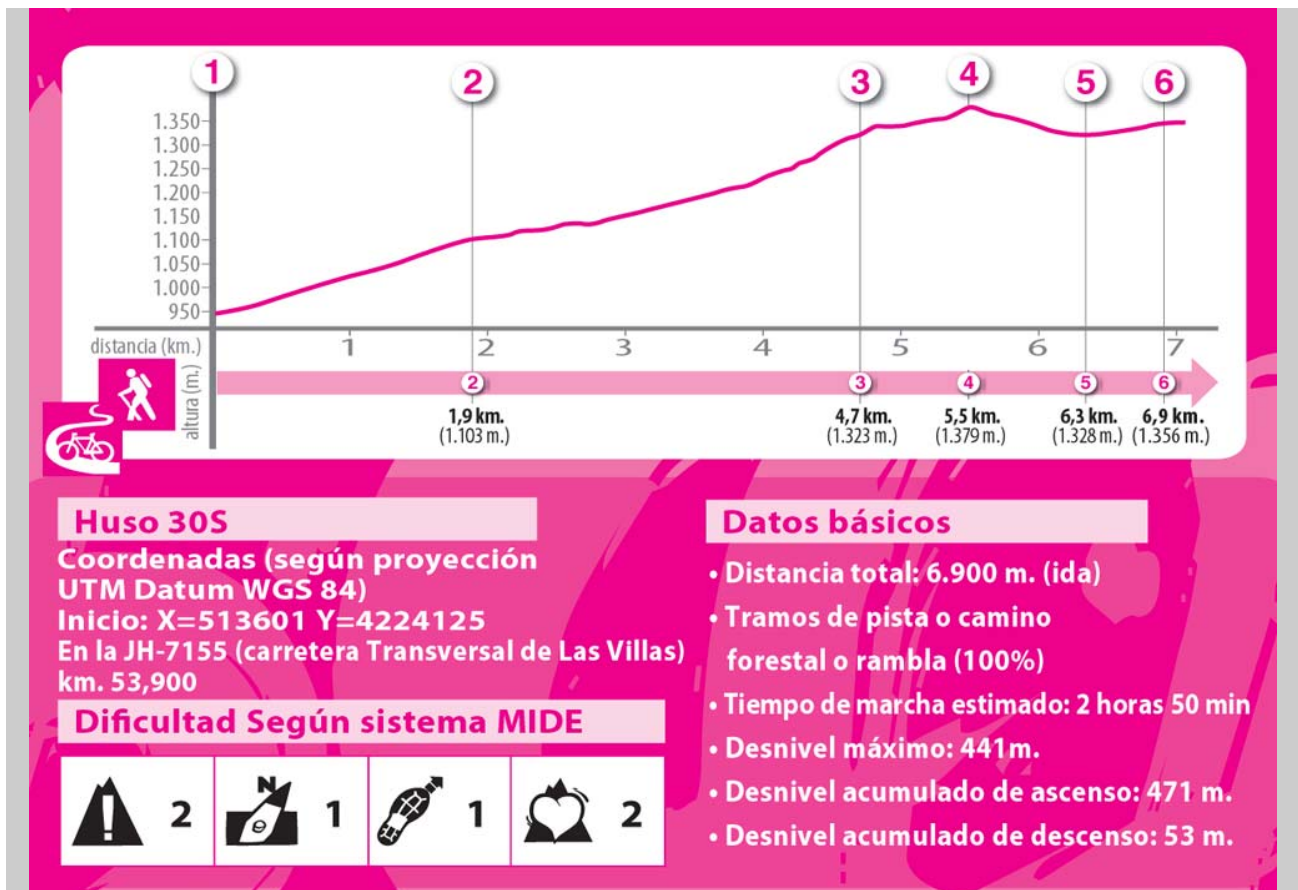 1
2
3
4
5
6
1.350
1.300
1.250
1.200
1.150
1.100
1.050
1.000
950
distancia (km.)
1 2 3 4 5 6 7
altura (m.)
2 3 4 5 6
1,9 km. 4,7 km. 5,5 km. 6,3 km. 6,9 km.
(1.103 m.) (1.323 m.) (1.379 m.) (1.328 m.) (1.356 m.)
Huso 30S
Coordenadas (según proyección
UTM Datum WGS 84)
Inicio: X=513601 Y=4224125
En la JH-7155 (carretera Transversal de Las Villas)
km. 53,900
Dificultad Según sistema MIDE
2
N
1
1
2
Datos básicos
• Distancia total: 6.900 m. (ida)
• Tramos de pista o camino
forestal o rambla (100%)
• Tiempo de marcha estimado: 2 horas 50 min
• Desnivel máximo: 441m.
• Desnivel acumulado de ascenso: 471 m.
• Desnivel acumulado de descenso: 53 m.